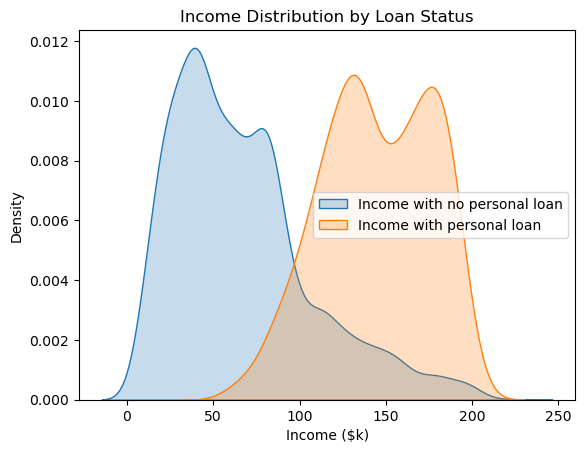 Income Distribution by Loan Status
0.012
0.010
0.008
0.006
0.004
0.002
0.000
Density
Income with no personal loan
Income with personal loan
0
50
100
150
200
250
Income ($k)